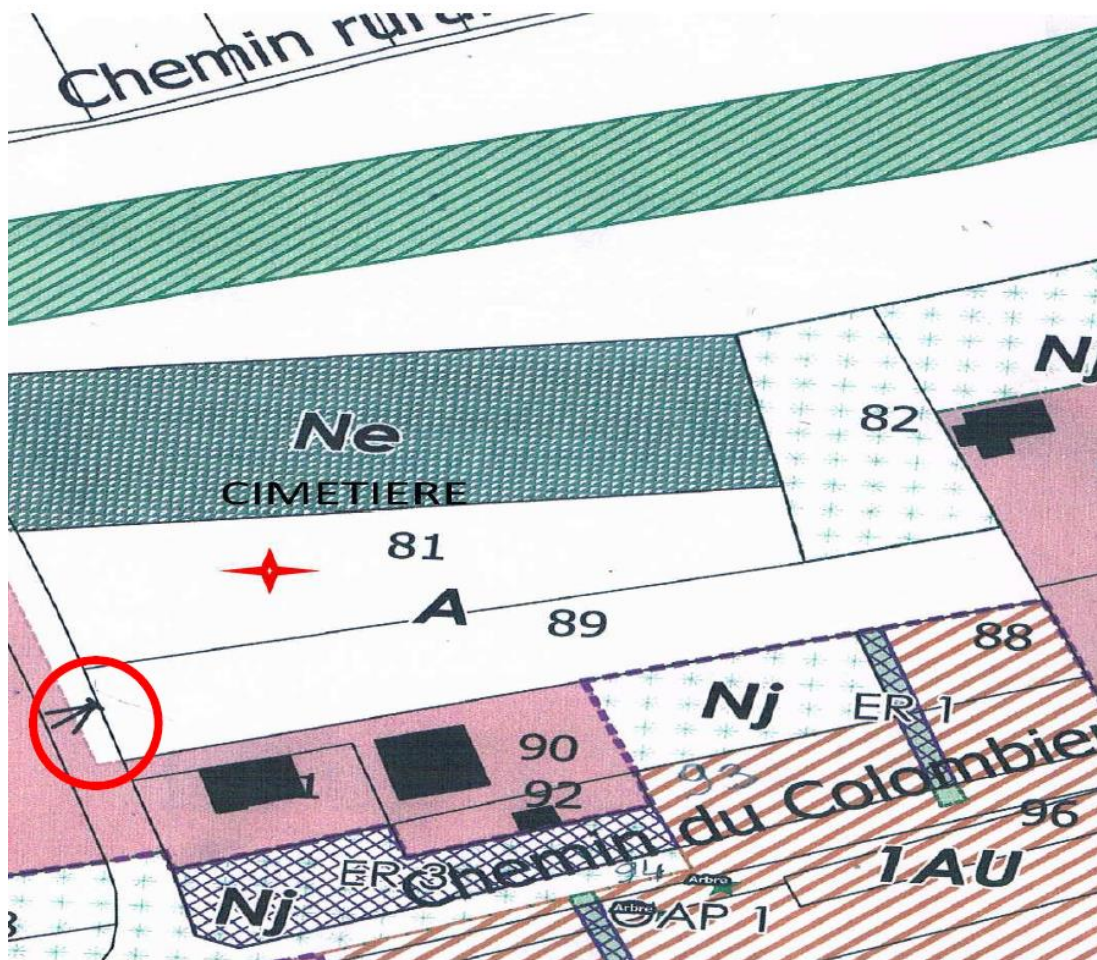 Chemin rural
Nj
82
Ne
CIMETIERE
81
A
89
88
Nj
ER 1
90
1
93
92
Chemin du Colombier
96
ER 3
94
Arbre
1AU
Nj
Arbre
OAP 1